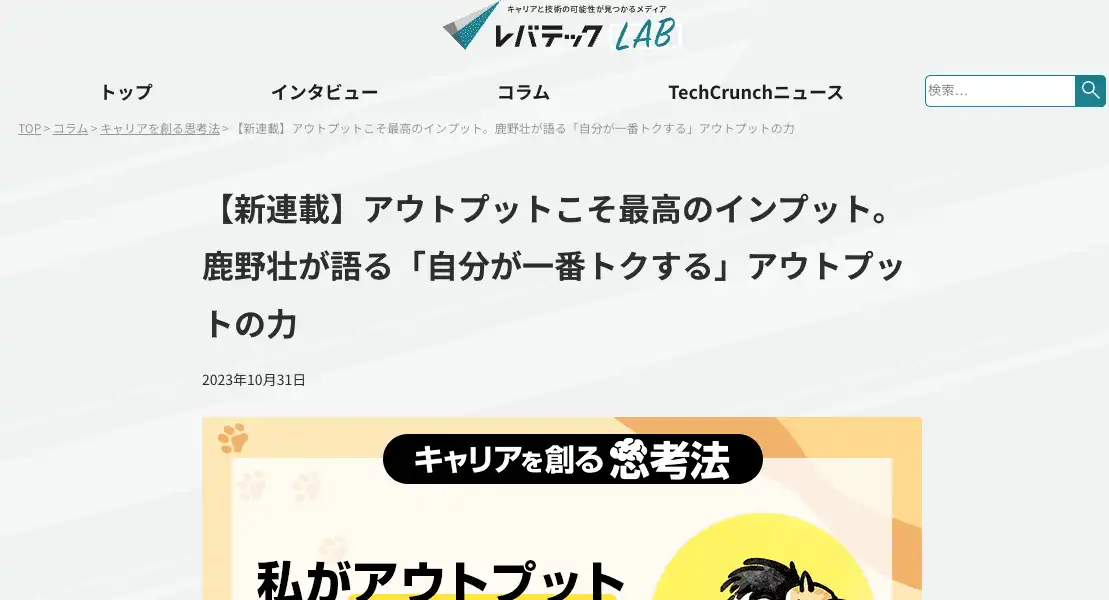 キャリアと技術の可能性が見つかるメディア
レバテック LAB
トップ インタビュー コラム TechCrunchニュース 検索…
TOP > コラム > キャリアを創る思考法 > 【新連載】アウトプットこそ最高のインプット。鹿野壮が語る「自分が一番トクする」アウトプットの力
【新連載】アウトプットこそ最高のインプット。
鹿野壮が語る「自分が一番トクする」アウトプッ
トの力
2023年10月31日
キャリアを創る思考法
私がアウトプット